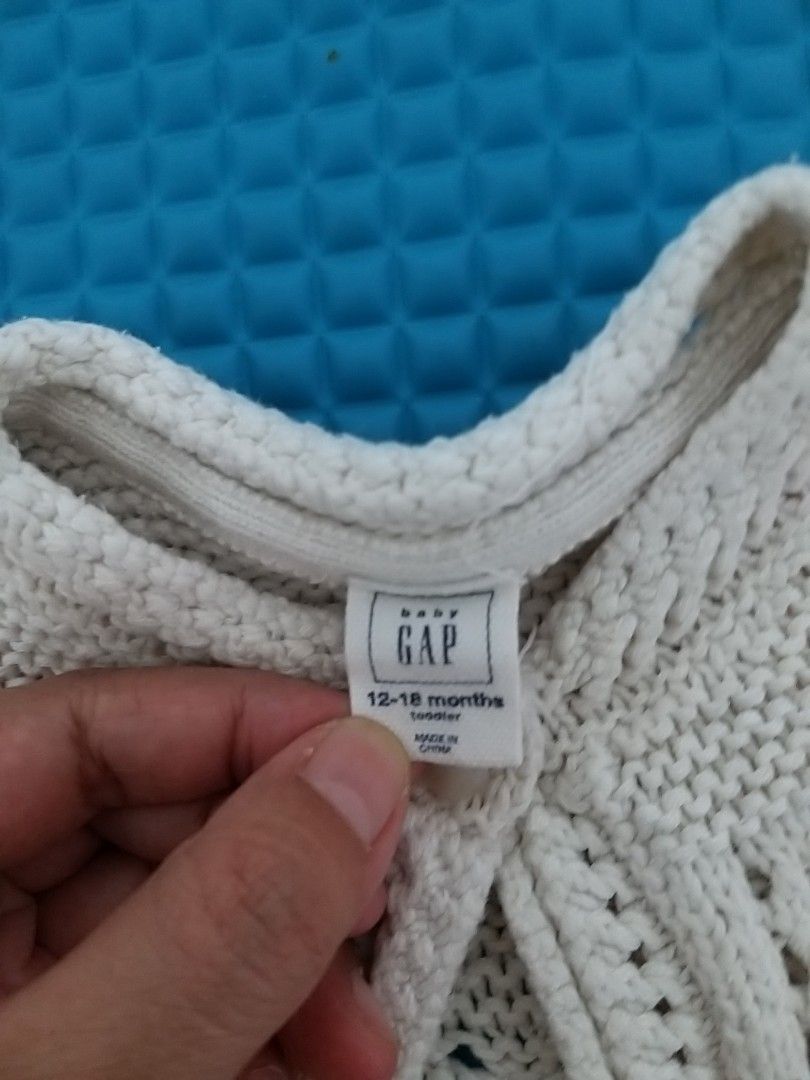 baby
GAP
12-18 months
toddler
MADE IN
CHINA